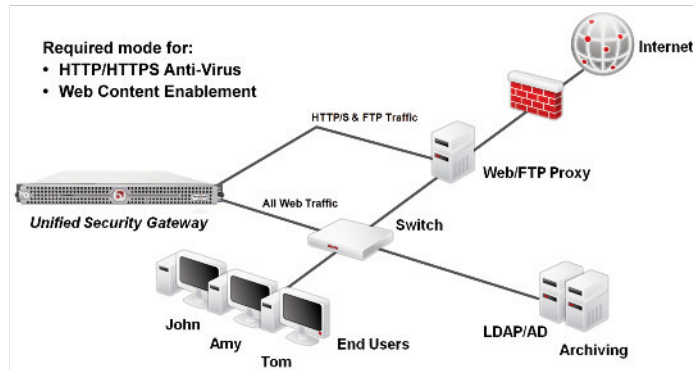 Required mode for:
• HTTP/HTTPS Anti-Virus
• Web Content Enablement
Internet
HTTP/S & FTP Traffic
Web/FTP Proxy
All Web Traffic
Unified Security Gateway
Switch
John
Amy
Tom
End Users
LDAP/AD
Archiving